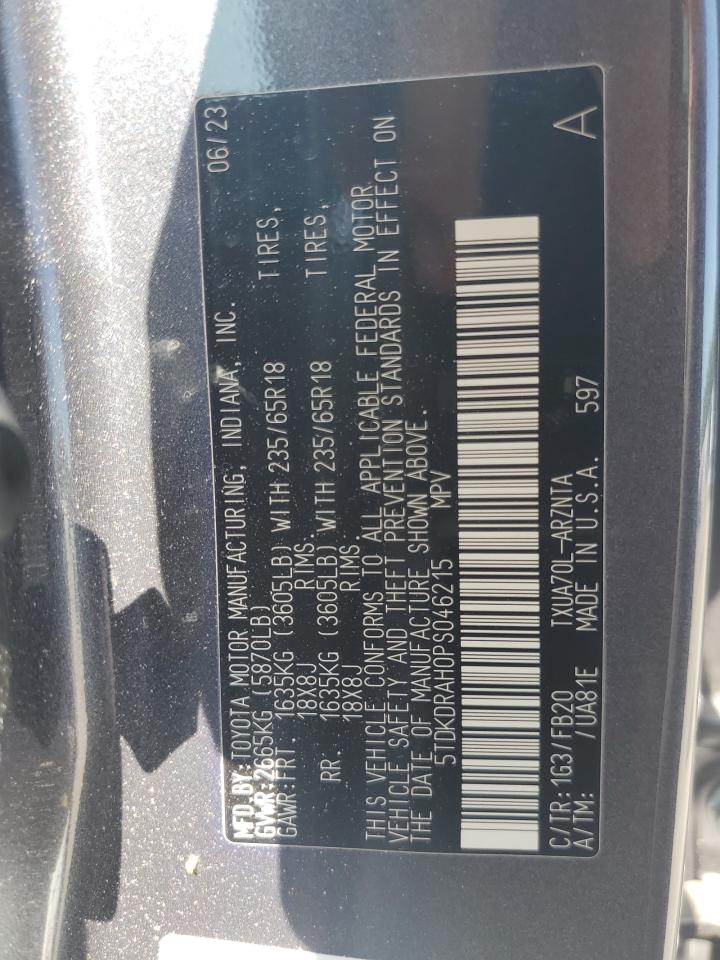 MFD.BY:TOYOTA MOTOR MANUFACTURING, INDIANA, INC. 06/23
GVWR:2665KG (5870LB)
GAWR:FRT 1635KG (3605LB) WITH 235/65R18 TIRES,
18X8J RIMS.
RR. 1635KG (3605LB) WITH 235/65R18 TIRES,
18X8J RIMS.
THIS VEHICLE CONFORMS TO ALL APPLICABLE FEDERAL MOTOR
VEHICLE SAFETY AND THEFT PREVENTION STANDARDS IN EFFECT ON
THE DATE OF MANUFACTURE SHOWN ABOVE.
5TDKDRAH0PS046215 MPV
C/TR:1G3/FB20 TXUA70L-ARZNTA A
A/TM: /UA81E MADE IN U.S.A. 597